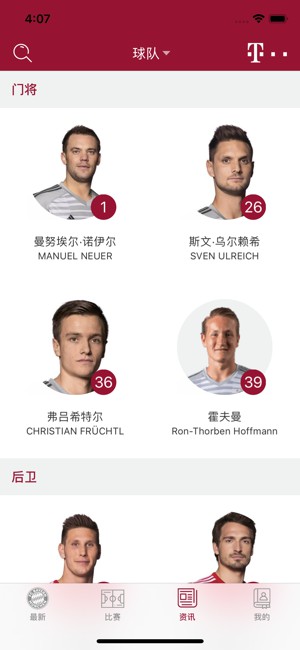 4:07
球队
T
门将
1
26
曼努埃尔·诺伊尔
斯文·乌尔赖希
MANUEL NEUER
SVEN ULREICH
36
39
弗吕希特尔
霍夫曼
CHRISTIAN FRÜCHTL
Ron-Thorben Hoffmann
后卫
最新
比赛
资讯
我的